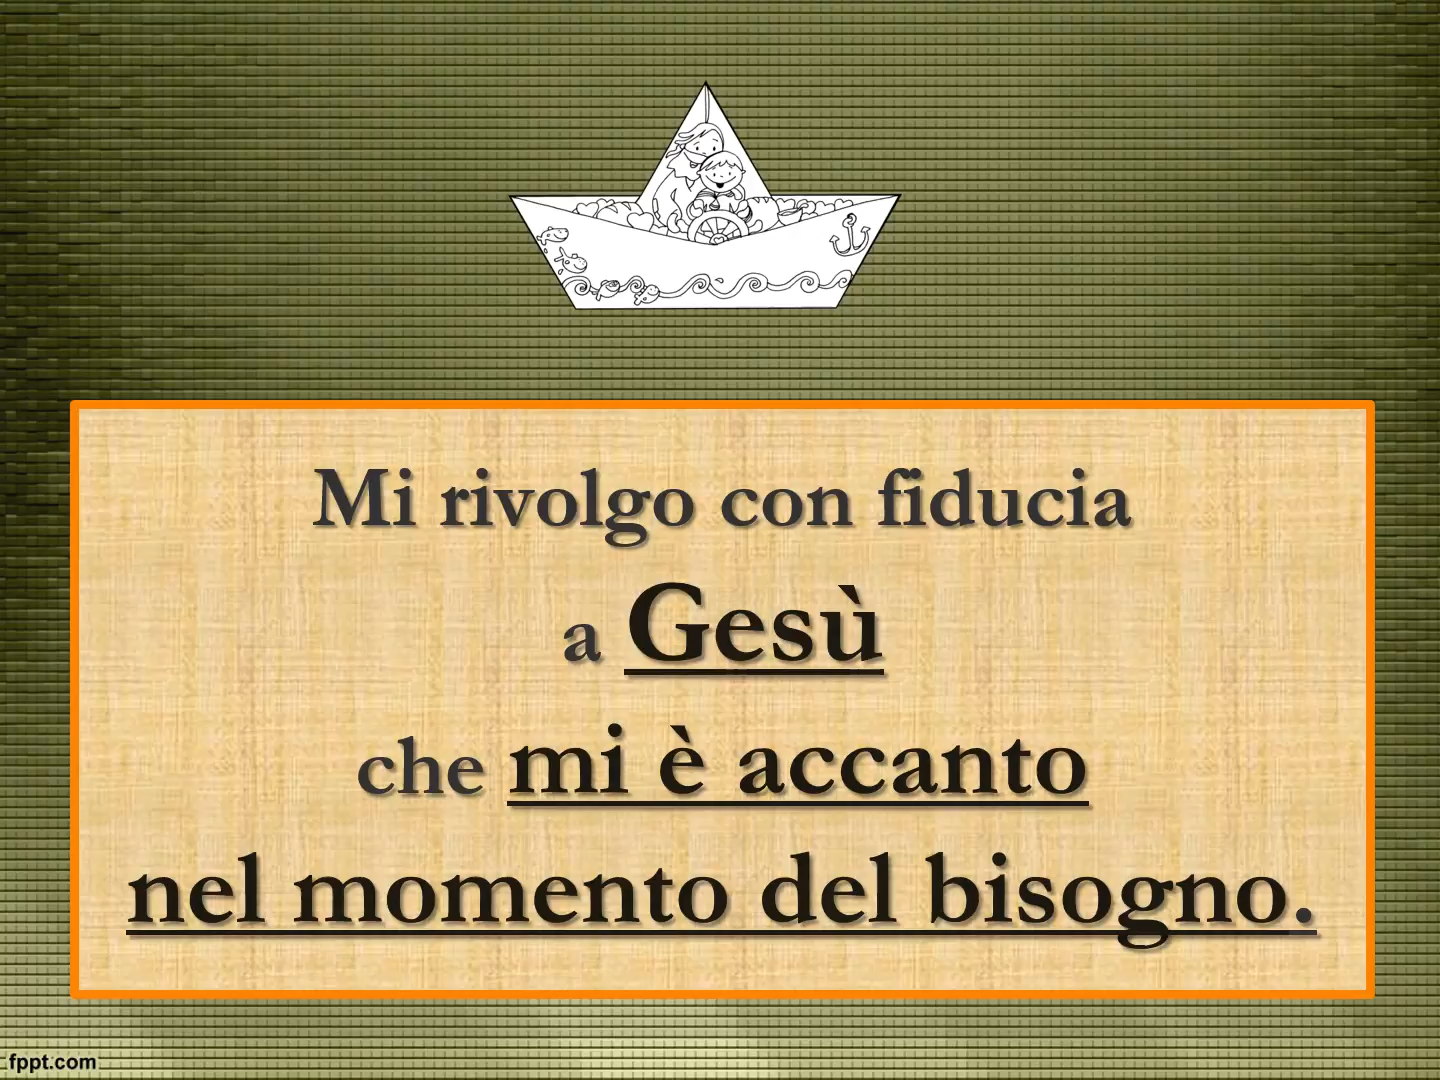 Mi rivolgo con fiducia
a Gesù
che mi è accanto
nel momento del bisogno.
fppt.com